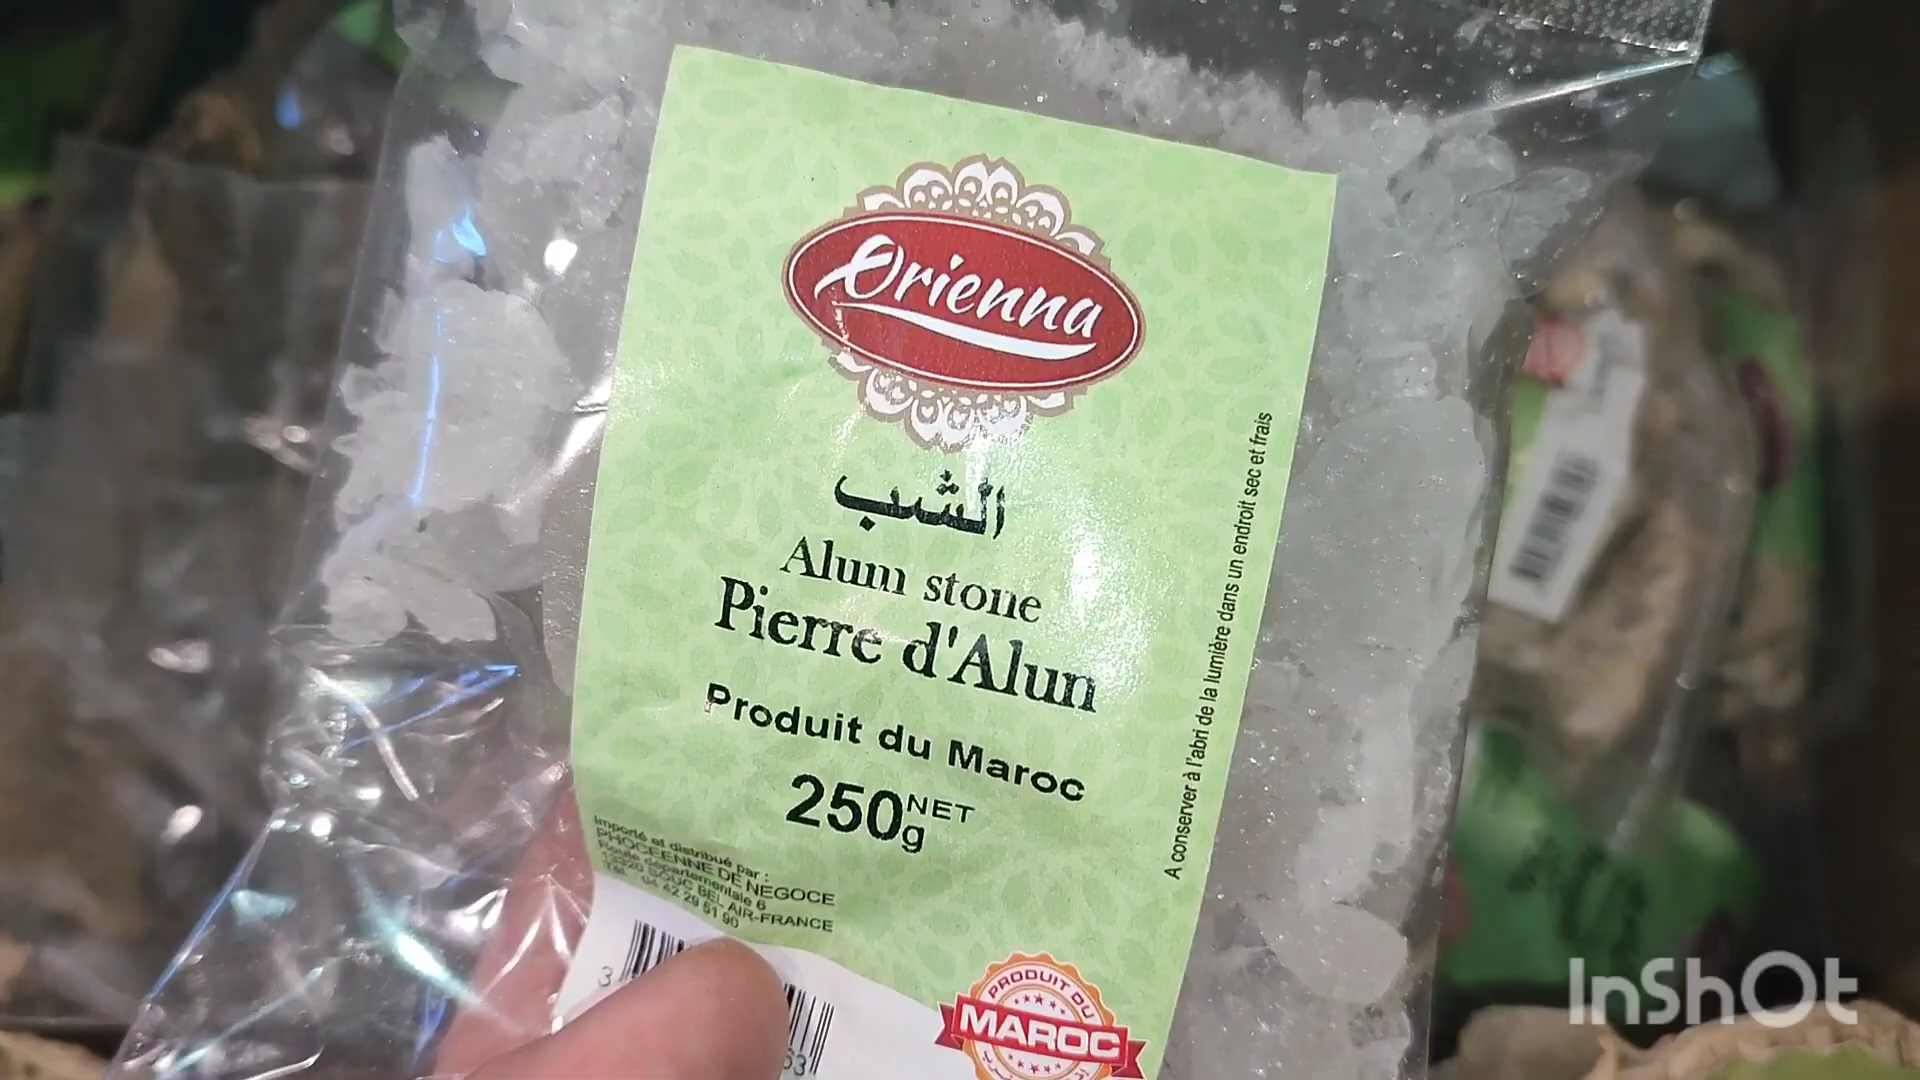 Orienna
الشب
Alum stone
Pierre d'Alun
Produit du Maroc
250g NET
A conserver à l'abri de la lumière dans un endroit sec et frais
Importé et distribué par :
PHOCEENNE DE NEGOCE
Route départementale 6
13320 BOUC BEL AIR-FRANCE
Tél. : 04 42 29 51 90
3
63
PRODUIT DU
MAROC
InShOt